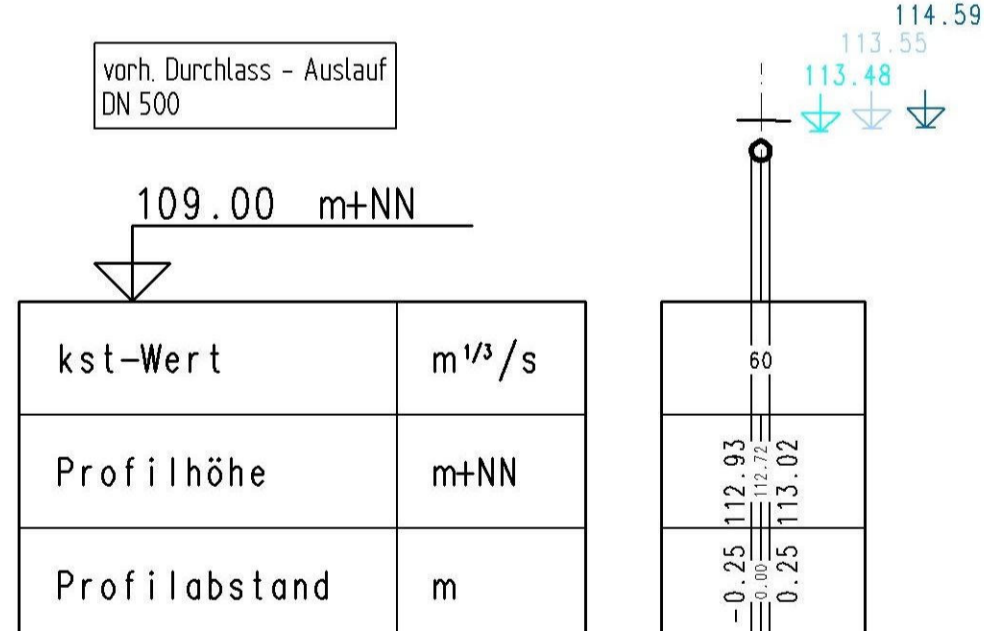 114.59
113.55
113.48
vorh. Durchlass - Auslauf
DN 500
109.00 m+NN
kst-Wert m1/3/s 60
Profilhöhe m+NN 112.93 112.72 113.02
Profilabstand m -0.25 0.00 0.25